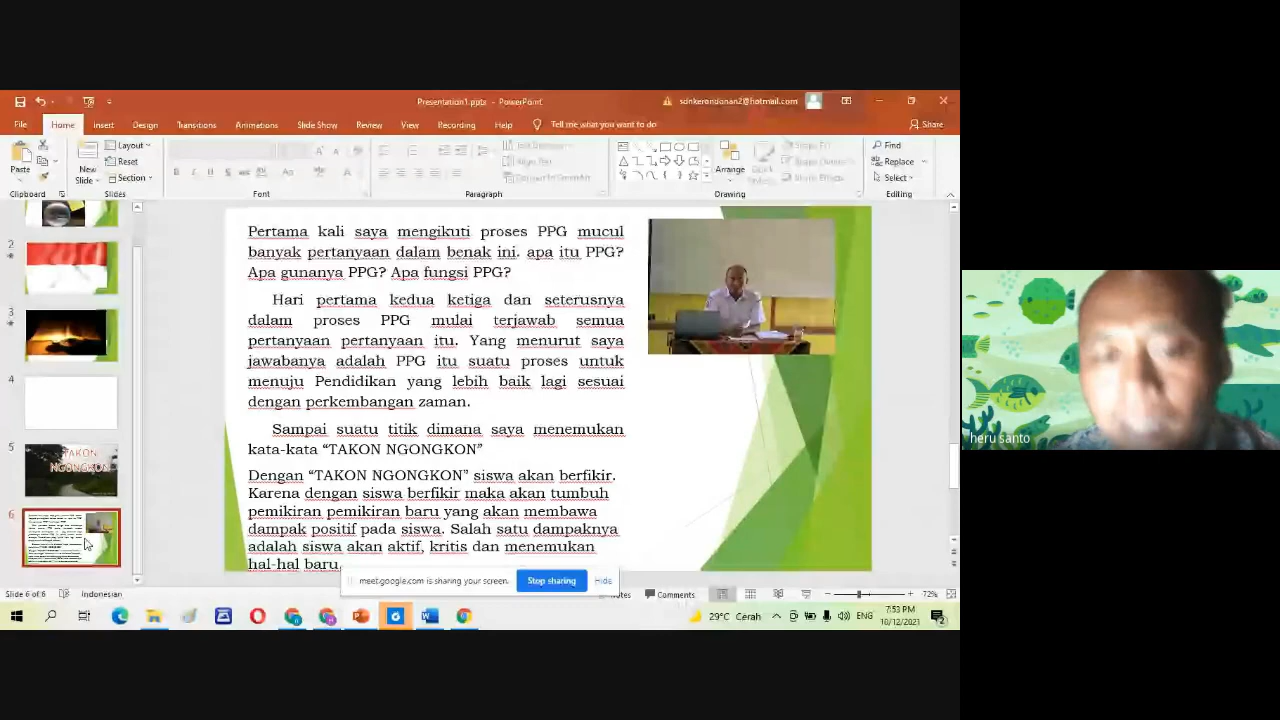 Presentation1.pptx - PowerPoint
sdnkerondonan2@hotmail.com
File Home Insert Design Transitions Animations Slide Show Review View Recording Help Tell me what you want to do Share
Paste
New
Slide
Layout
Reset
Section
Arrange
Find
Replace
Select
Clipboard Slides Font Paragraph Drawing Editing
2
3
4
5
TAKON
NGONGKON
6
Pertama kali saya mengikuti proses PPG mucul
banyak pertanyaan dalam benak ini. apa itu PPG?
Apa gunanya PPG? Apa fungsi PPG?
Hari pertama kedua ketiga dan seterusnya
dalam proses PPG mulai terjawab semua
pertanyaan pertanyaan itu. Yang menurut saya
jawabanya adalah PPG itu suatu proses untuk
menuju Pendidikan yang lebih baik lagi sesuai
dengan perkembangan zaman.
Sampai suatu titik dimana saya menemukan
kata-kata “TAKON NGONGKON”
Dengan “TAKON NGONGKON” siswa akan berfikir.
Karena dengan siswa berfikir maka akan tumbuh
pemikiran pemikiran baru yang akan membawa
dampak positif pada siswa. Salah satu dampaknya
adalah siswa akan aktif, kritis dan menemukan
hal-hal baru.
meet.google.com is sharing your screen. Stop sharing Hide
Slide 6 of 6 Indonesian Comments 72%
29°C Cerah ENG 7:53 PM
10/12/2021
2
heru santo